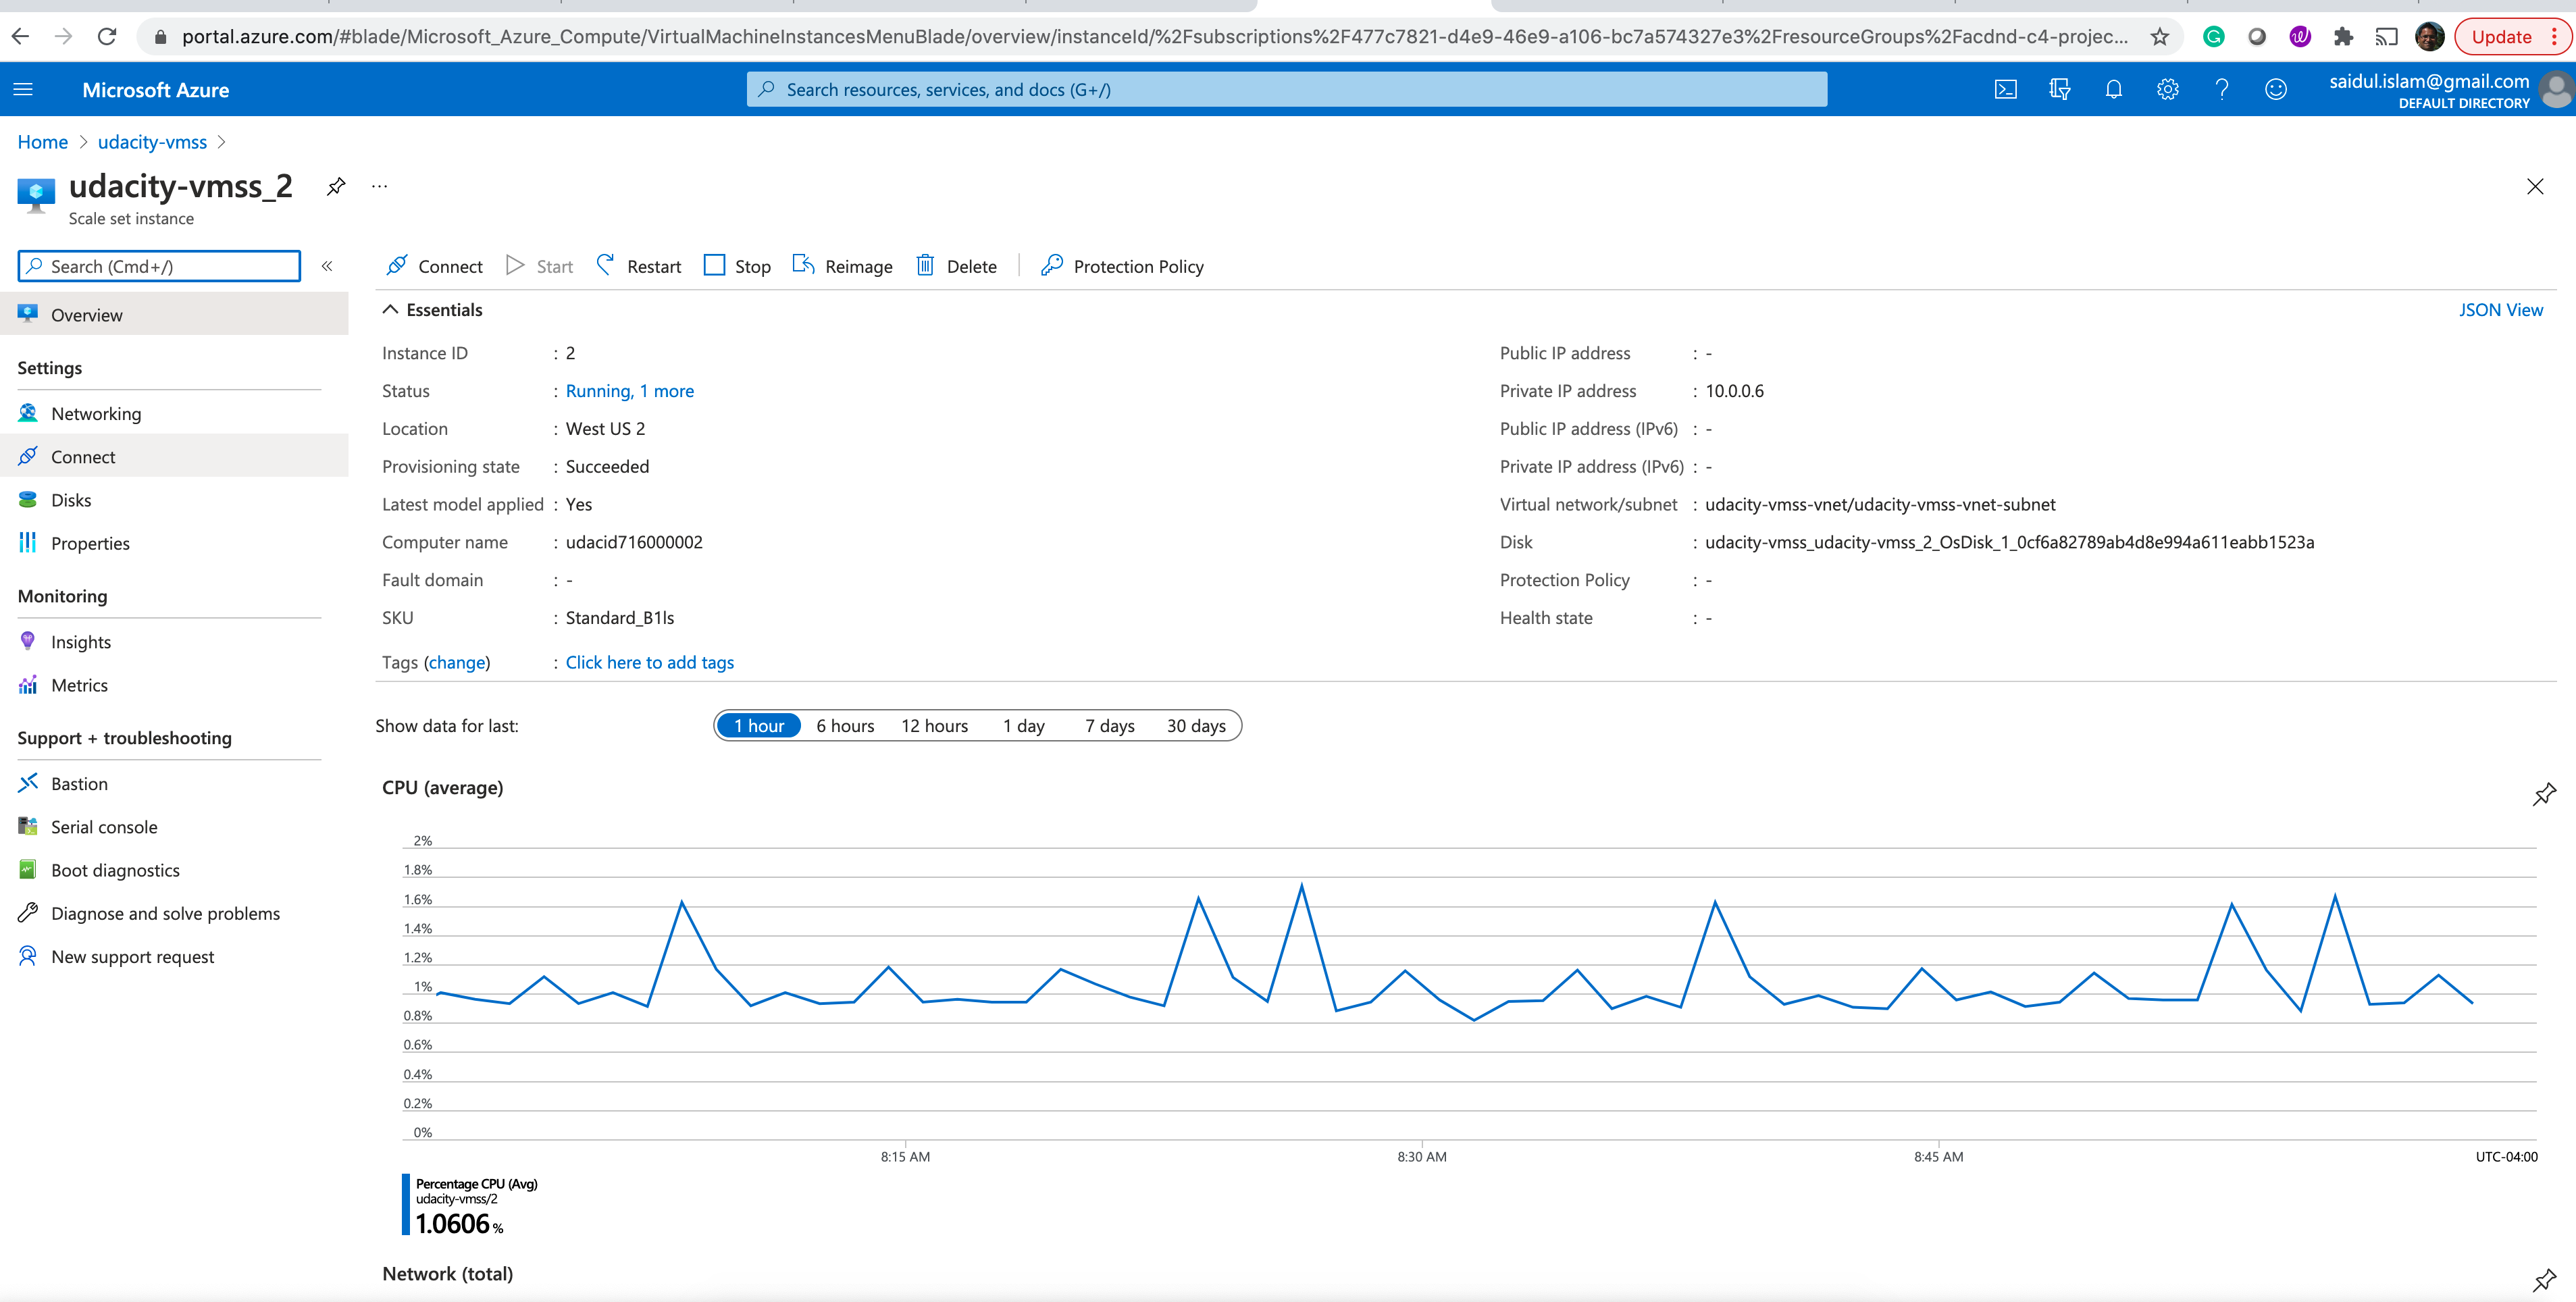 portal.azure.com/#blade/Microsoft_Azure_Compute/VirtualMachineInstancesMenuBlade/overview/instanceId/%2Fsubscriptions%2F477c7821-d4e9-46e9-a106-bc7a574327e3%2FresourceGroups%2Facdnd-c4-projec...
Update
Microsoft Azure
Search resources, services, and docs (G+/)
saidul.islam@gmail.com
DEFAULT DIRECTORY
Home > udacity-vmss >
udacity-vmss_2
Scale set instance
Search (Cmd+/)
Overview
Settings
Networking
Connect
Disks
Properties
Monitoring
Insights
Metrics
Support + troubleshooting
Bastion
Serial console
Boot diagnostics
Diagnose and solve problems
New support request
Connect Start Restart Stop Reimage Delete Protection Policy
Essentials
JSON View
Instance ID : 2
Status : Running, 1 more
Location : West US 2
Provisioning state : Succeeded
Latest model applied : Yes
Computer name : udacid716000002
Fault domain : -
SKU : Standard_B1ls
Tags (change) : Click here to add tags
Public IP address : -
Private IP address : 10.0.0.6
Public IP address (IPv6) : -
Private IP address (IPv6) : -
Virtual network/subnet : udacity-vmss-vnet/udacity-vmss-vnet-subnet
Disk : udacity-vmss_udacity-vmss_2_OsDisk_1_0cf6a82789ab4d8e994a611eabb1523a
Protection Policy : -
Health state : -
Show data for last: 1 hour 6 hours 12 hours 1 day 7 days 30 days
CPU (average)
2%
1.8%
1.6%
1.4%
1.2%
1%
0.8%
0.6%
0.4%
0.2%
0%
8:15 AM 8:30 AM 8:45 AM UTC-04:00
Percentage CPU (Avg)
udacity-vmss/2
1.0606 %
Network (total)